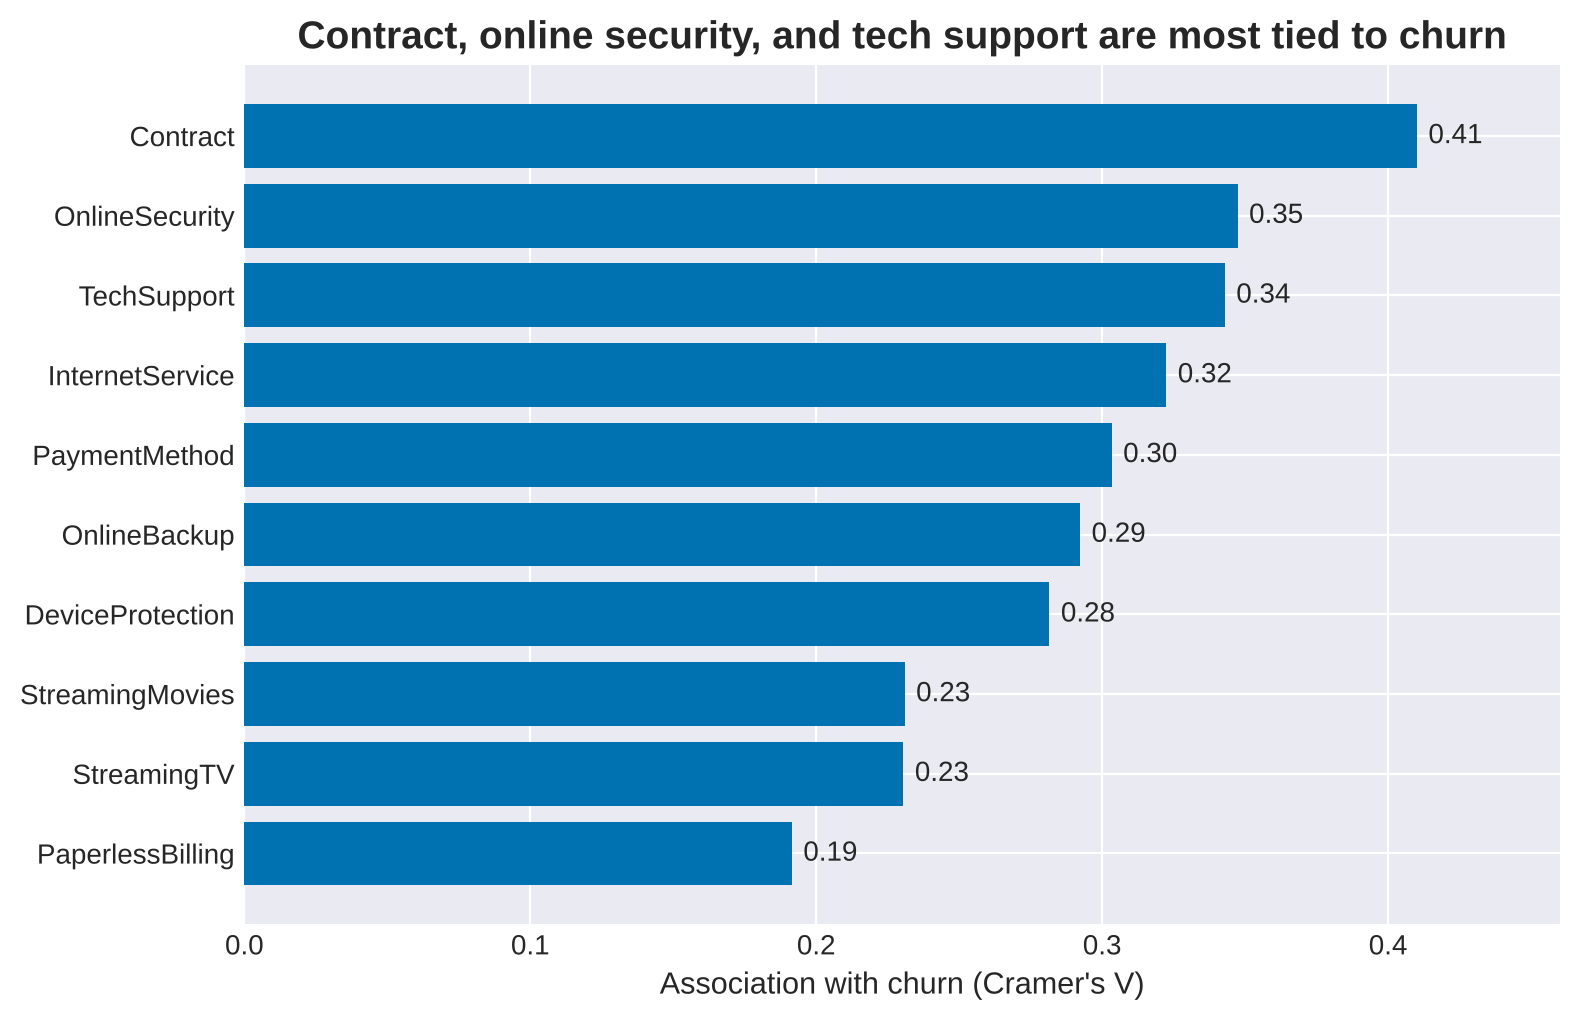 Contract, online security, and tech support are most tied to churn
Contract
0.41
OnlineSecurity
0.35
TechSupport
0.34
InternetService
0.32
PaymentMethod
0.30
OnlineBackup
0.29
DeviceProtection
0.28
StreamingMovies
0.23
StreamingTV
0.23
PaperlessBilling
0.19
0.0 0.1 0.2 0.3 0.4
Association with churn (Cramer's V)